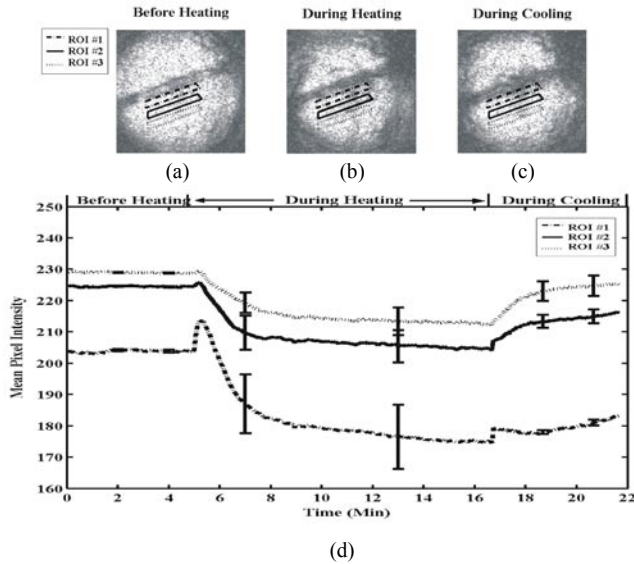 Before Heating
During Heating
During Cooling
ROI #1
ROI #2
ROI #3
(a)
(b)
(c)
Before Heating
During Heating
During Cooling
250
240
230
220
210
200
190
180
170
160
Mean Pixel Intensity
ROI #1
ROI #2
ROI #3
0 2 4 6 8 10 12 14 16 18 20 22
Time (Min)
(d)